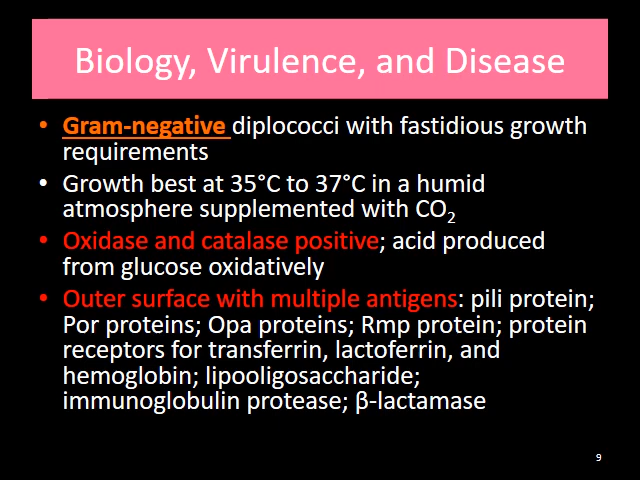 Biology, Virulence, and Disease
• Gram-negative diplococci with fastidious growth
requirements
• Growth best at 35°C to 37°C in a humid
atmosphere supplemented with CO₂
• Oxidase and catalase positive; acid produced
from glucose oxidatively
• Outer surface with multiple antigens: pili protein;
Por proteins; Opa proteins; Rmp protein; protein
receptors for transferrin, lactoferrin, and
hemoglobin; lipooligosaccharide;
immunoglobulin protease; β-lactamase
9